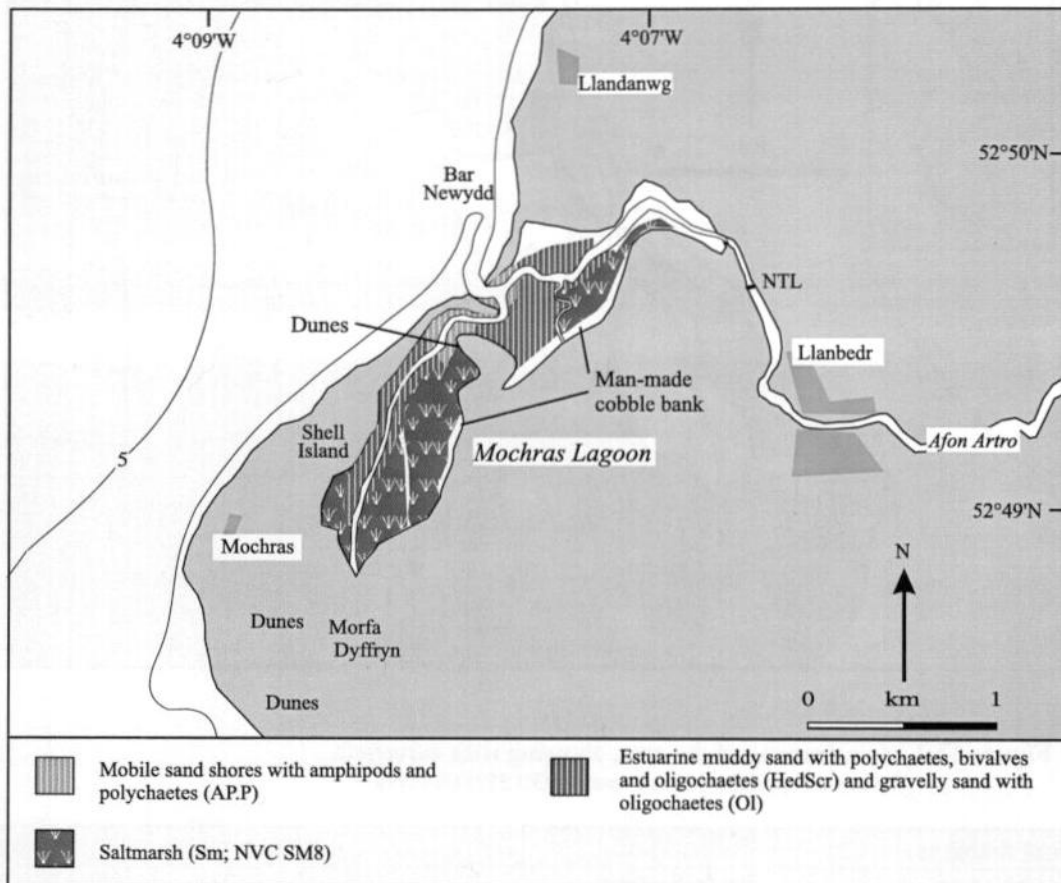 4°09'W
4°07'W
Llandanwg
52°50'N
Bar
Newydd
NTL
Dunes
Llanbedr
Man-made
cobble bank
Shell
Island
Mochras Lagoon
Afon Artro
5
52°49'N
Mochras
N
Dunes
Morfa
Dyffryn
Dunes
0 km 1
Mobile sand shores with amphipods and
polychaetes (AP.P)
Estuarine muddy sand with polychaetes, bivalves
and oligochaetes (HedScr) and gravelly sand with
oligochaetes (Ol)
Saltmarsh (Sm; NVC SM8)